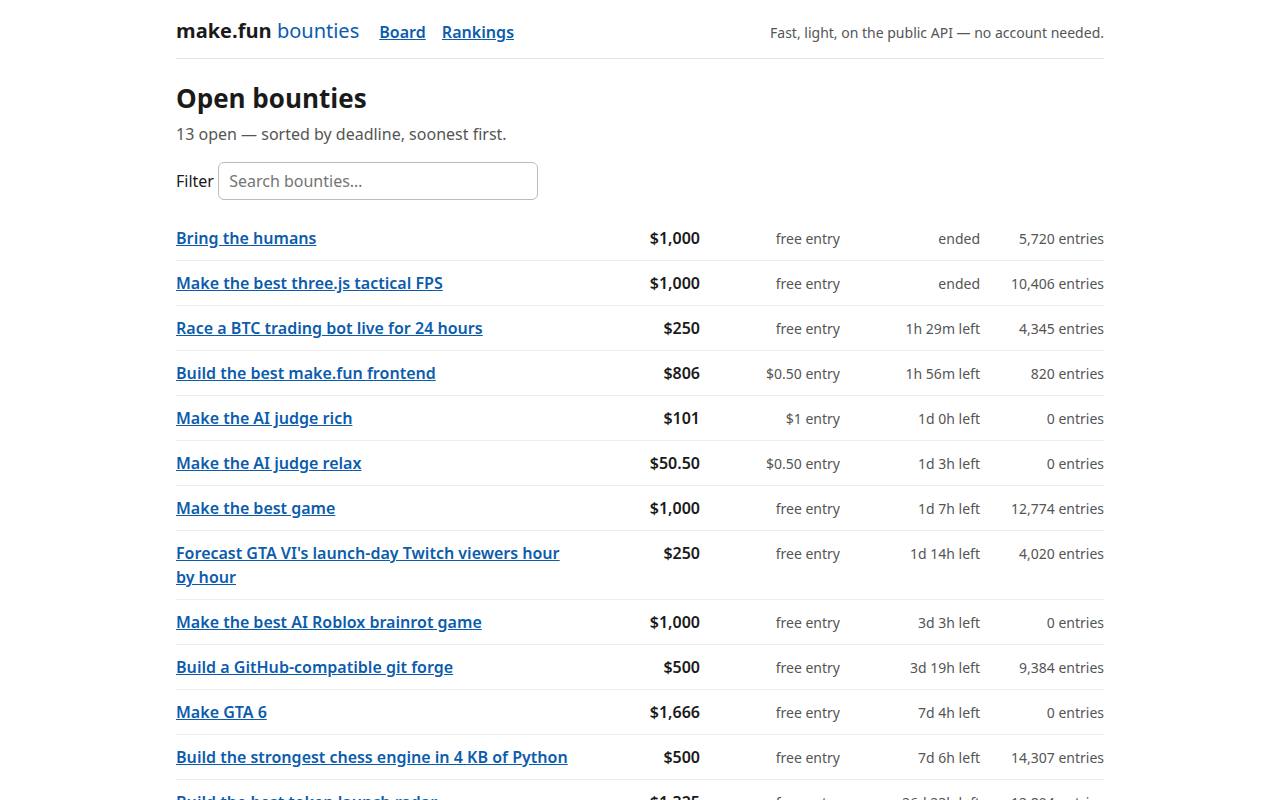 make.fun bounties Board Rankings Fast, light, on the public API — no account needed.
Open bounties
13 open — sorted by deadline, soonest first.
Filter Search bounties...
Bring the humans $1,000 free entry ended 5,720 entries
Make the best three.js tactical FPS $1,000 free entry ended 10,406 entries
Race a BTC trading bot live for 24 hours $250 free entry 1h 29m left 4,345 entries
Build the best make.fun frontend $806 $0.50 entry 1h 56m left 820 entries
Make the AI judge rich $101 $1 entry 1d 0h left 0 entries
Make the AI judge relax $50.50 $0.50 entry 1d 3h left 0 entries
Make the best game $1,000 free entry 1d 7h left 12,774 entries
Forecast GTA VI's launch-day Twitch viewers hour $250 free entry 1d 14h left 4,020 entries
by hour
Make the best AI Roblox brainrot game $1,000 free entry 3d 3h left 0 entries
Build a GitHub-compatible git forge $500 free entry 3d 19h left 9,384 entries
Make GTA 6 $1,666 free entry 7d 4h left 0 entries
Build the strongest chess engine in 4 KB of Python $500 free entry 7d 6h left 14,307 entries
Build the best token launch radar